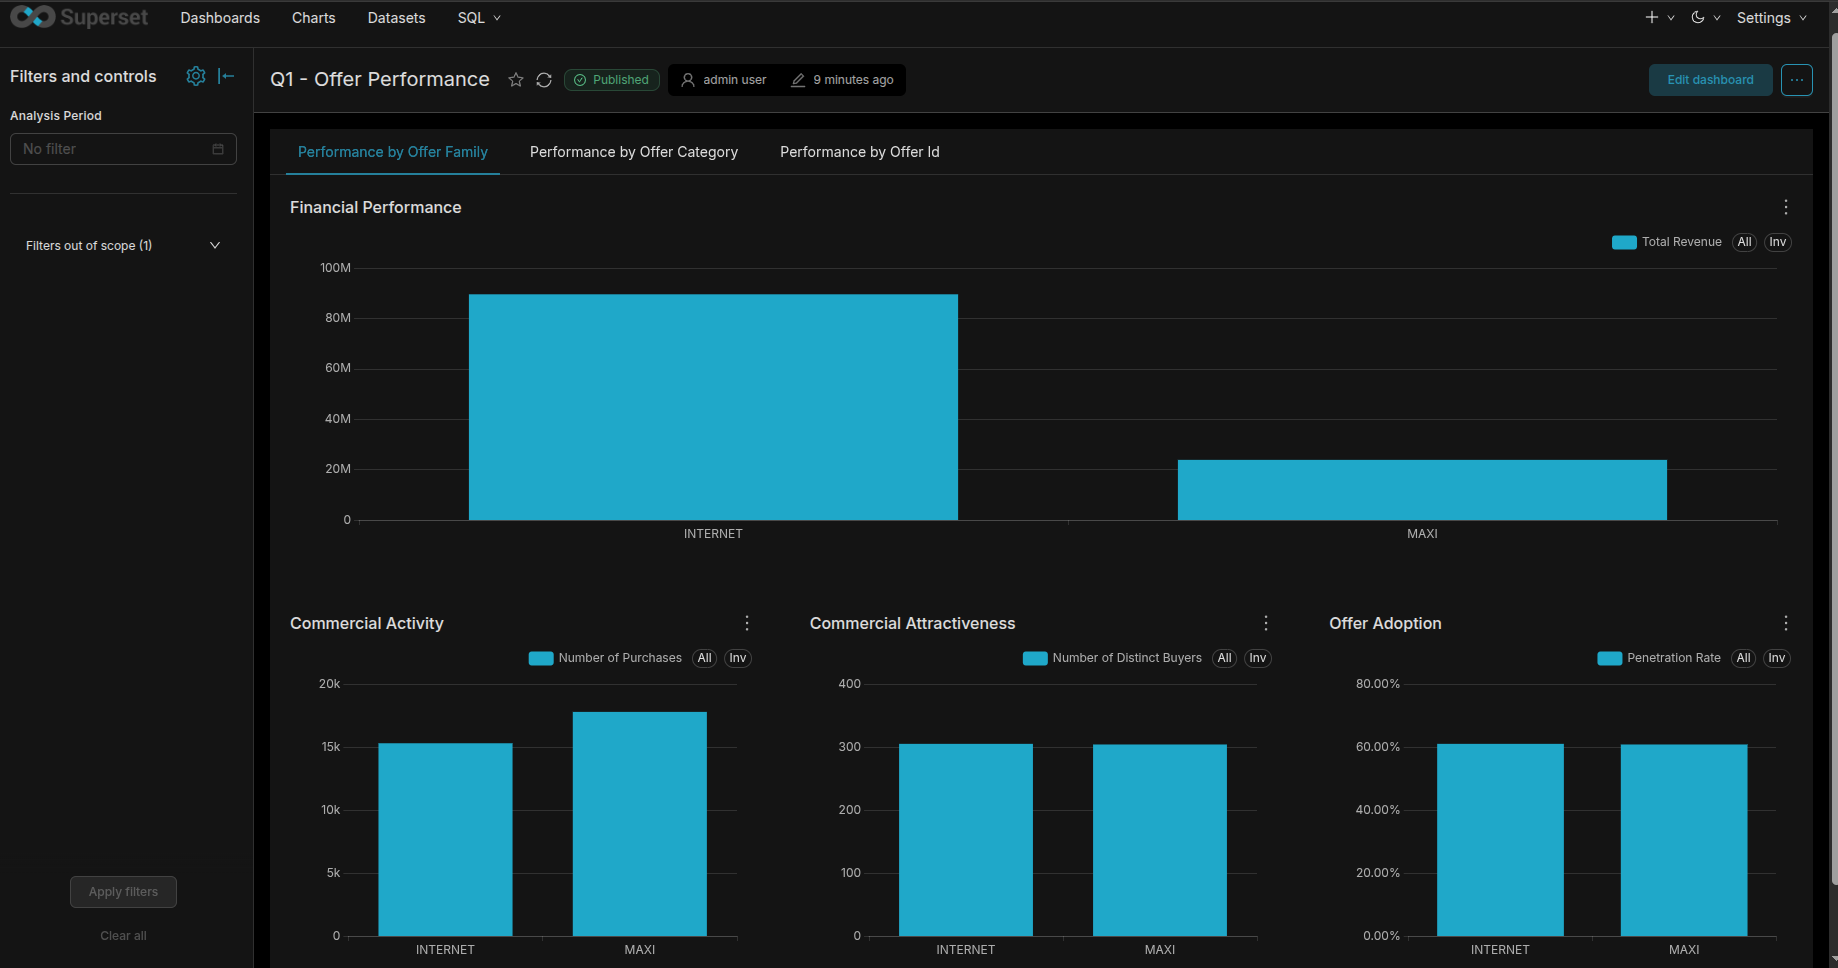 Superset
Dashboards Charts Datasets SQL Settings
Filters and controls
Analysis Period
No filter
Filters out of scope (1)
Apply filters
Clear all
Q1 - Offer Performance Published admin user 9 minutes ago Edit dashboard
Performance by Offer Family Performance by Offer Category Performance by Offer Id
Financial Performance
Total Revenue All Inv
100M
80M
60M
40M
20M
0
INTERNET MAXI
Commercial Activity
Number of Purchases All Inv
20k
15k
10k
5k
0
INTERNET MAXI
Commercial Attractiveness
Number of Distinct Buyers All Inv
400
300
200
100
0
INTERNET MAXI
Offer Adoption
Penetration Rate All Inv
80.00%
60.00%
40.00%
20.00%
0.00%
INTERNET MAXI